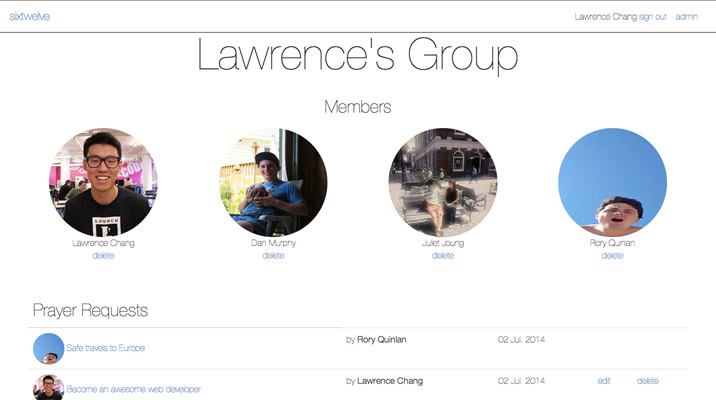 sixtwelve
Lawrence Chang sign out admin
Lawrence's Group
Members
Lawrence Chang
delete
Dan Murphy
delete
Juliet Joung
delete
Rory Quinlan
delete
Prayer Requests
Safe travels to Europe by Rory Quinlan 02 Jul. 2014
Become an awesome web developer by Lawrence Chang 02 Jul. 2014 edit delete